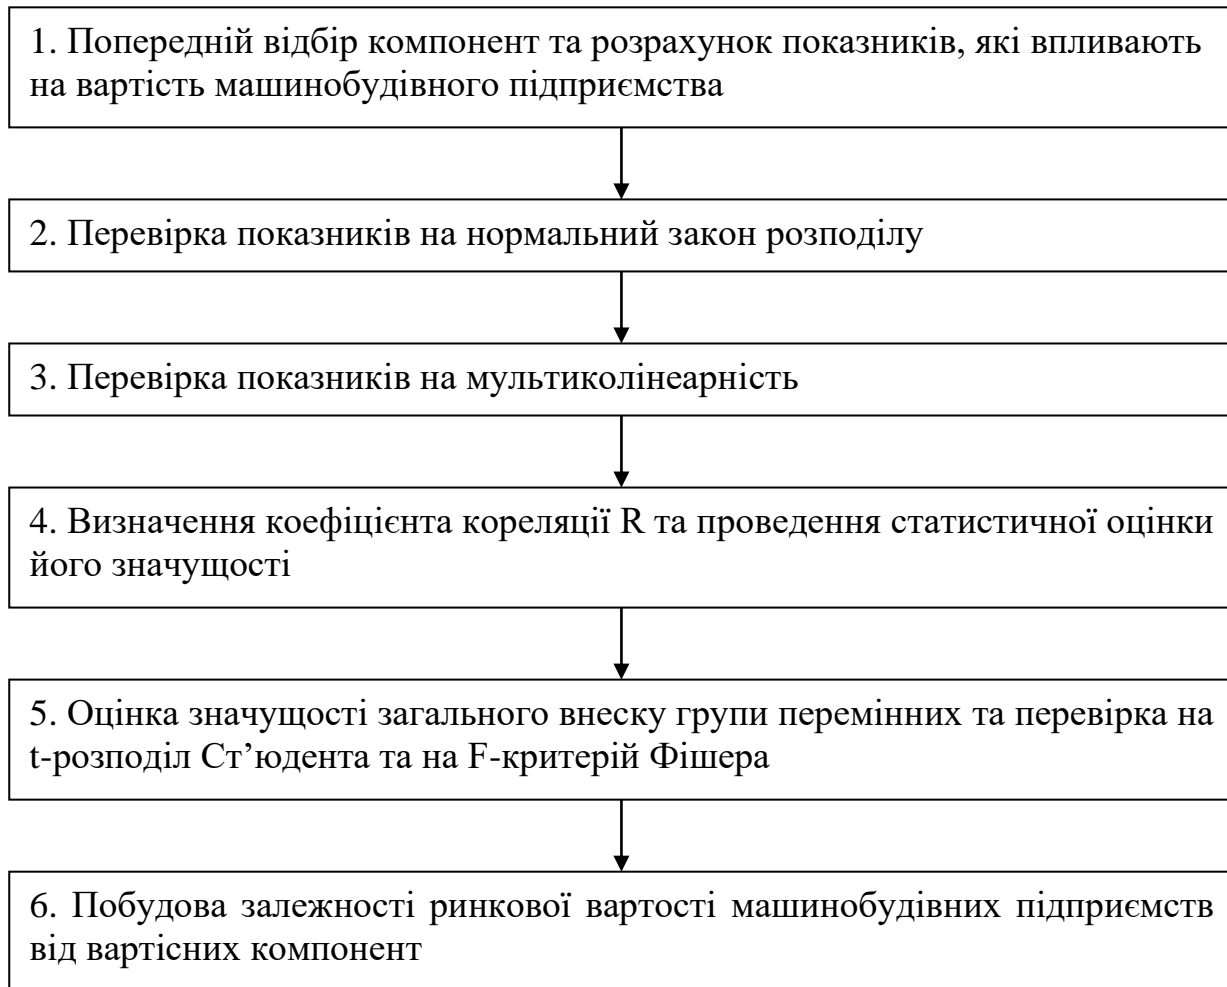 1. Попередній відбір компонент та розрахунок показників, які впливають
на вартість машинобудівного підприємства
2. Перевірка показників на нормальний закон розподілу
3. Перевірка показників на мультиколінеарність
4. Визначення коефіцієнта кореляції R та проведення статистичної оцінки
його значущості
5. Оцінка значущості загального внеску групи перемінних та перевірка на
t-розподіл Ст’юдента та на F-критерій Фішера
6. Побудова залежності ринкової вартості машинобудівних підприємств
від вартісних компонент